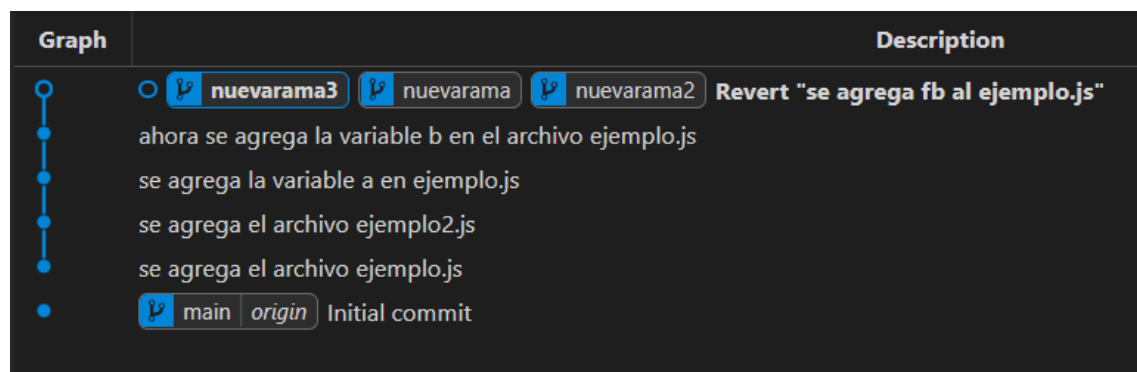 Graph Description
nuevarama3 nuevarama nuevarama2 Revert "se agrega fb al ejemplo.js"
ahora se agrega la variable b en el archivo ejemplo.js
se agrega la variable a en ejemplo.js
se agrega el archivo ejemplo2.js
se agrega el archivo ejemplo.js
main origin Initial commit